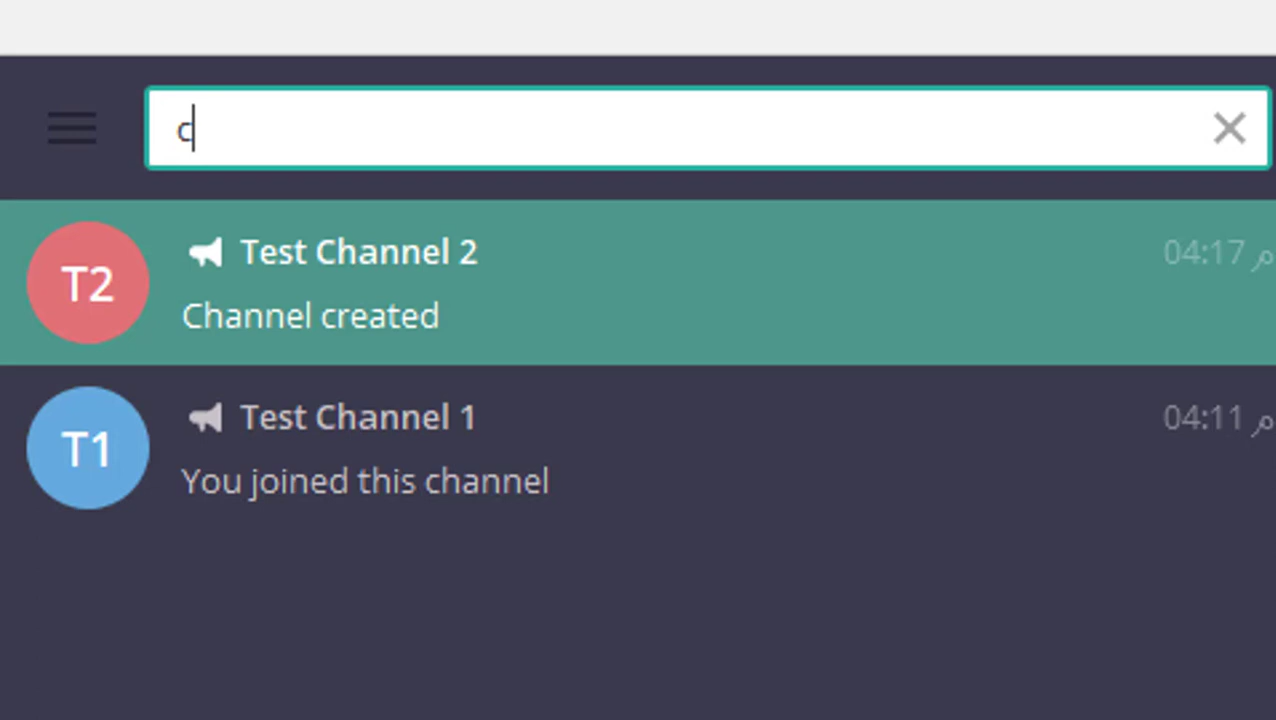 c
T2
Test Channel 2
04:17 م
Channel created
T1
Test Channel 1
04:11 م
You joined this channel